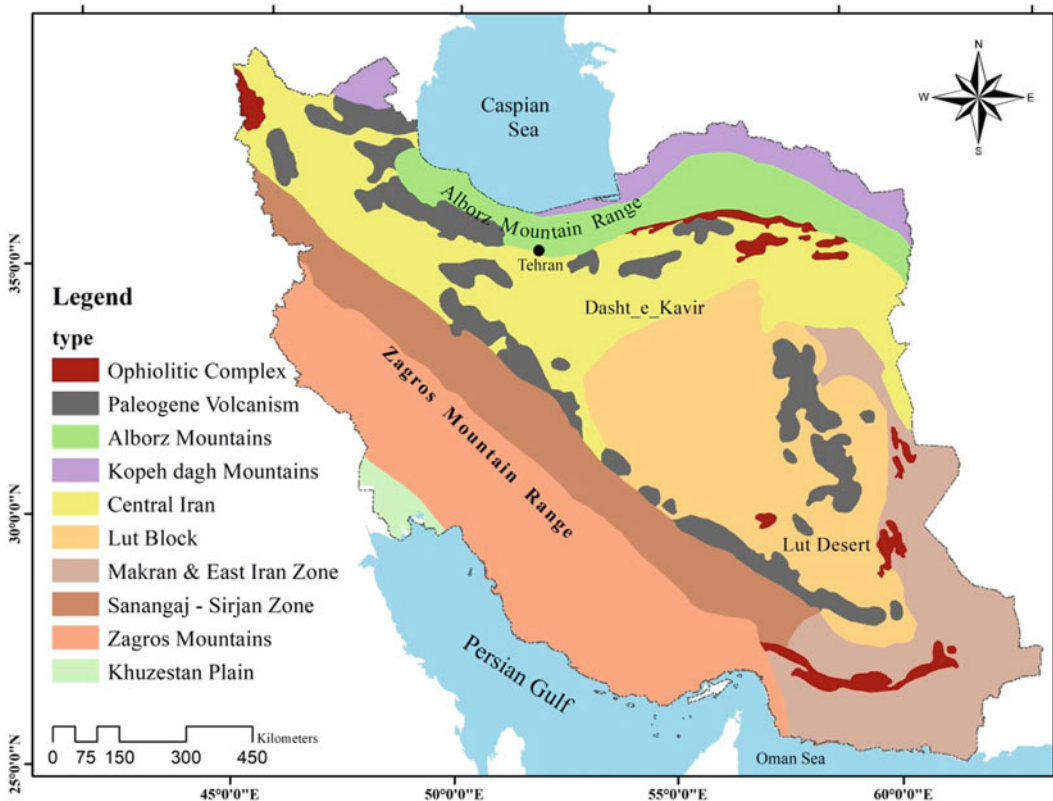 N
W E
S
Caspian
Sea
Alborz Mountain Range
Tehran
Dasht_e_Kavir
Zagros Mountain Range
Lut Desert
Persian Gulf
Oman Sea
Legend
type
Ophiolitic Complex
Paleogene Volcanism
Alborz Mountains
Kopeh dagh Mountains
Central Iran
Lut Block
Makran & East Iran Zone
Sanangaj - Sirjan Zone
Zagros Mountains
Khuzestan Plain
Kilometers
0 75 150 300 450
35°0'0"N
30°0'0"N
25°0'0"N
45°0'0"E
50°0'0"E
55°0'0"E
60°0'0"E